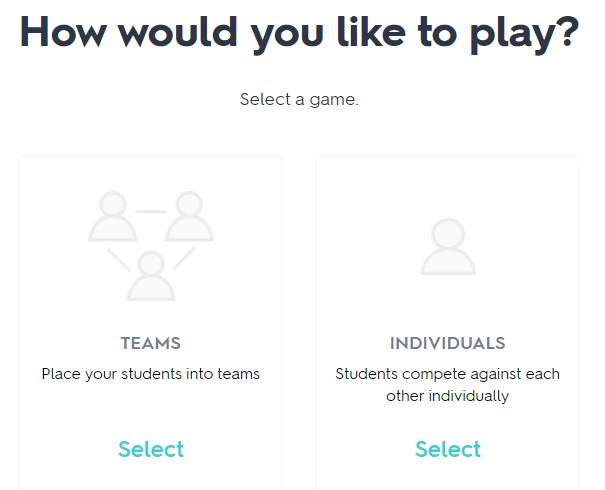 How would you like to play?
Select a game.
TEAMS
Place your students into teams
Select
INDIVIDUALS
Students compete against each
other individually
Select